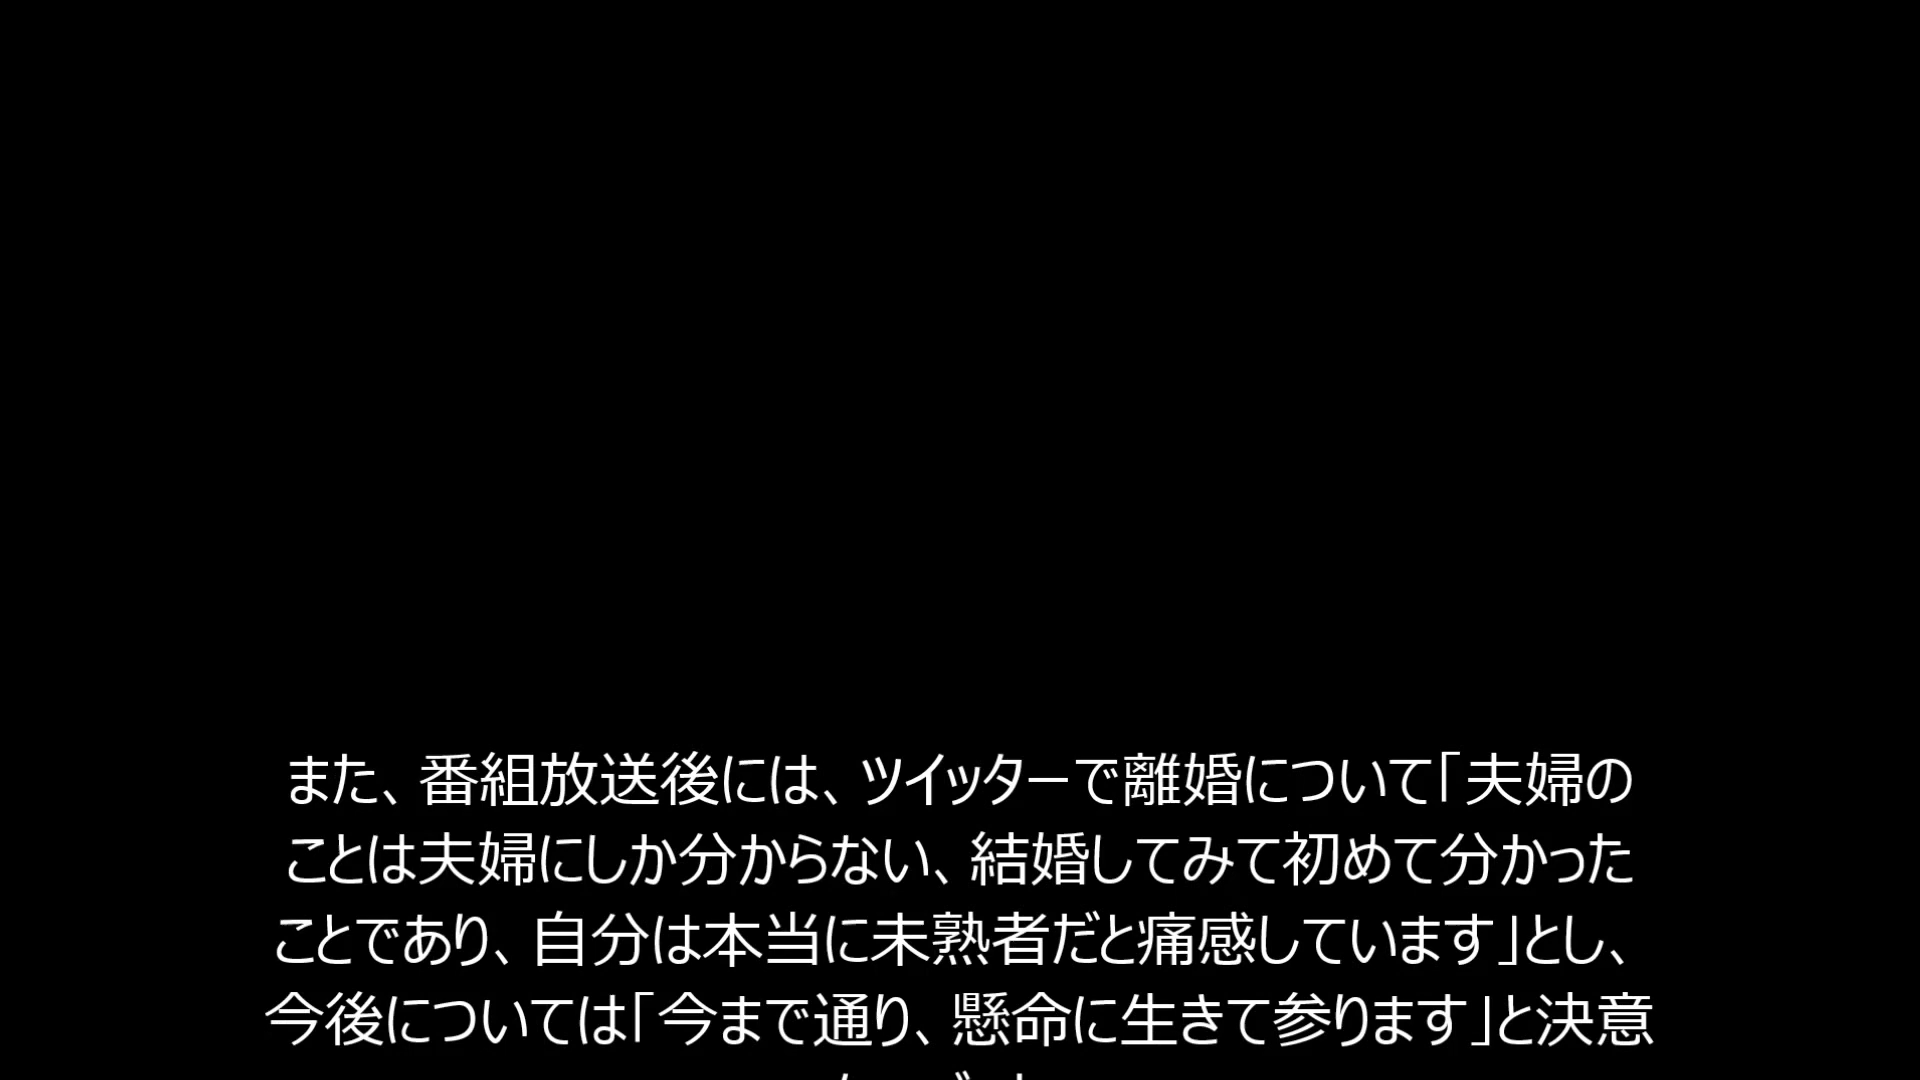 また、番組放送後には、ツイッターで離婚について「夫婦の
ことは夫婦にしか分からない、結婚してみて初めて分かった
ことであり、自分は本当に未熟者だと痛感しています」とし、
今後については「今まで通り、懸命に生きて参ります」と決意